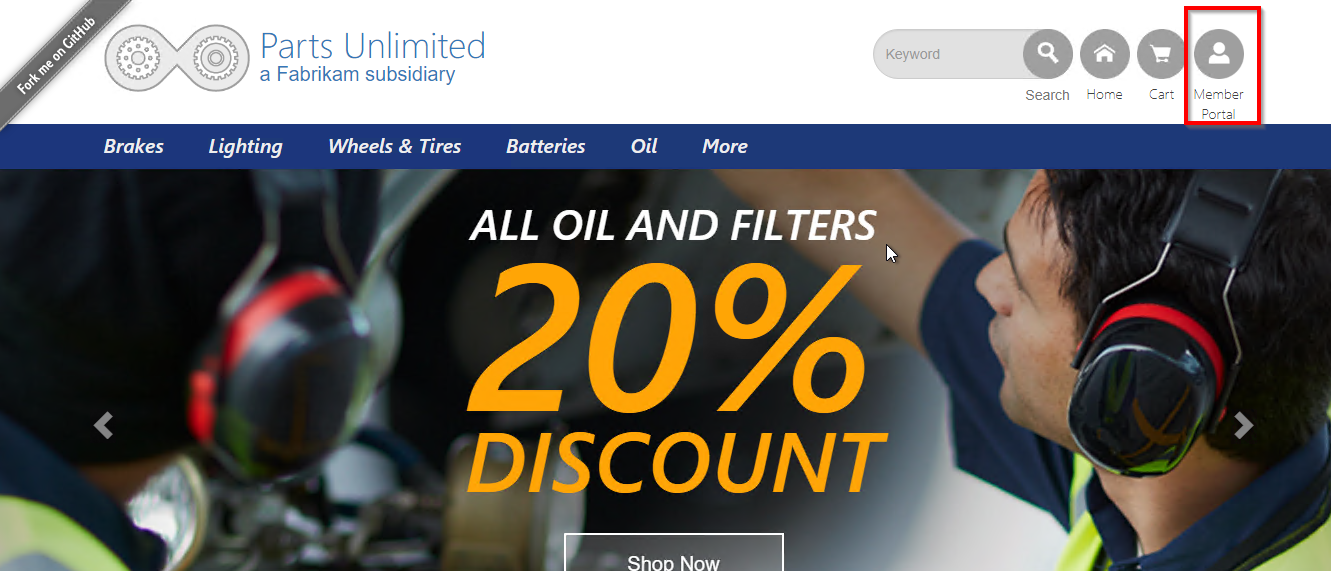 Fork me on GitHub
Parts Unlimited
a Fabrikam subsidiary
Keyword
Search
Home
Cart
Member
Portal
Brakes
Lighting
Wheels & Tires
Batteries
Oil
More
ALL OIL AND FILTERS
20%
DISCOUNT
Shop Now